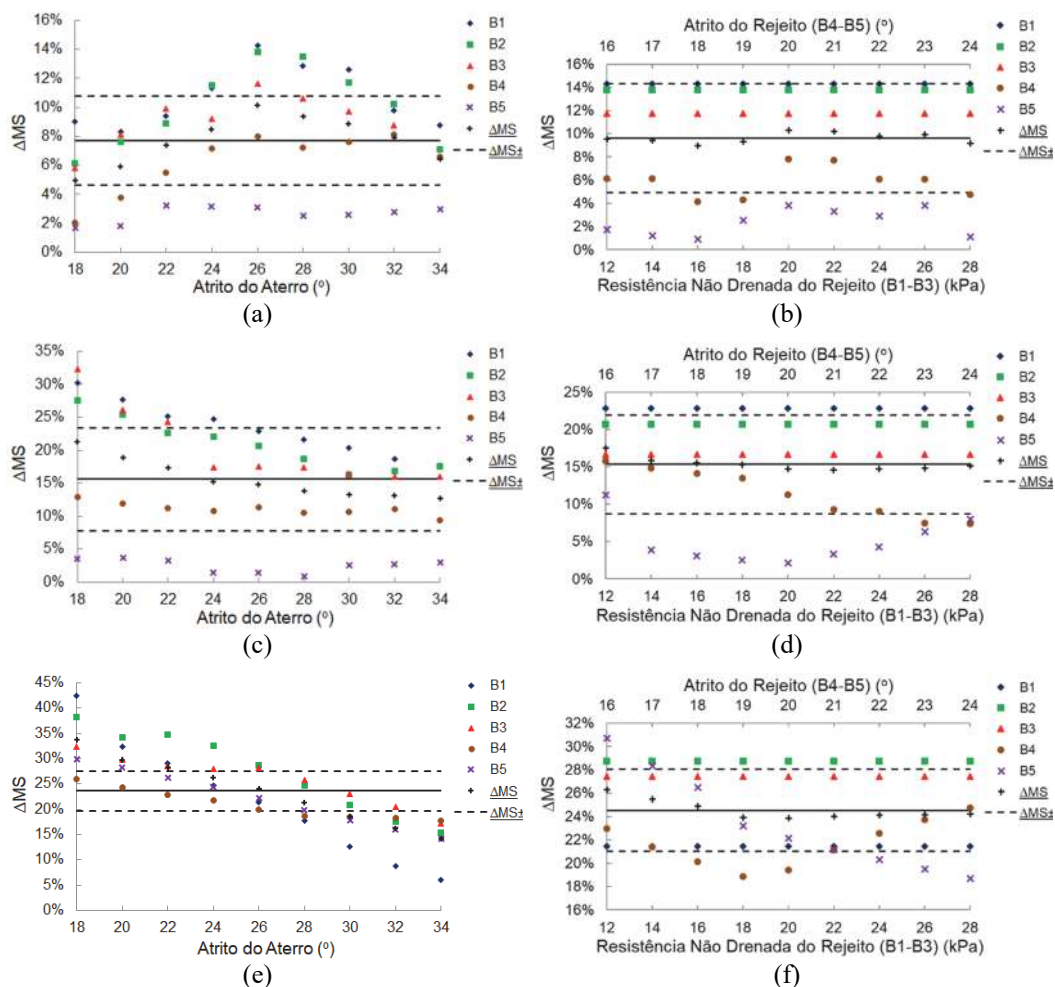 16%
14%
12%
10%
8%
6%
4%
2%
0%
ΔMS
18 20 22 24 26 28 30 32 34
Atrito do Aterro (º)
B1
B2
B3
B4
B5
ΔMS
ΔMS±
(a)
Atrito do Rejeito (B4-B5) (º)
16 17 18 19 20 21 22 23 24
16%
14%
12%
10%
8%
6%
4%
2%
0%
ΔMS
12 14 16 18 20 22 24 26 28
Resistência Não Drenada do Rejeito (B1-B3) (kPa)
B1
B2
B3
B4
B5
ΔMS
ΔMS±
(b)
35%
30%
25%
20%
15%
10%
5%
0%
ΔMS
18 20 22 24 26 28 30 32 34
Atrito do Aterro (º)
B1
B2
B3
B4
B5
ΔMS
ΔMS±
(c)
Atrito do Rejeito (B4-B5) (º)
16 17 18 19 20 21 22 23 24
25%
20%
15%
10%
5%
0%
ΔMS
12 14 16 18 20 22 24 26 28
Resistência Não Drenada do Rejeito (B1-B3) (kPa)
B1
B2
B3
B4
B5
ΔMS
ΔMS±
(d)
45%
40%
35%
30%
25%
20%
15%
10%
5%
0%
ΔMS
18 20 22 24 26 28 30 32 34
Atrito do Aterro (º)
B1
B2
B3
B4
B5
ΔMS
ΔMS±
(e)
Atrito do Rejeito (B4-B5) (º)
16 17 18 19 20 21 22 23 24
32%
30%
28%
26%
24%
22%
20%
18%
16%
ΔMS
12 14 16 18 20 22 24 26 28
Resistência Não Drenada do Rejeito (B1-B3) (kPa)
B1
B2
B3
B4
B5
ΔMS
ΔMS±
(f)